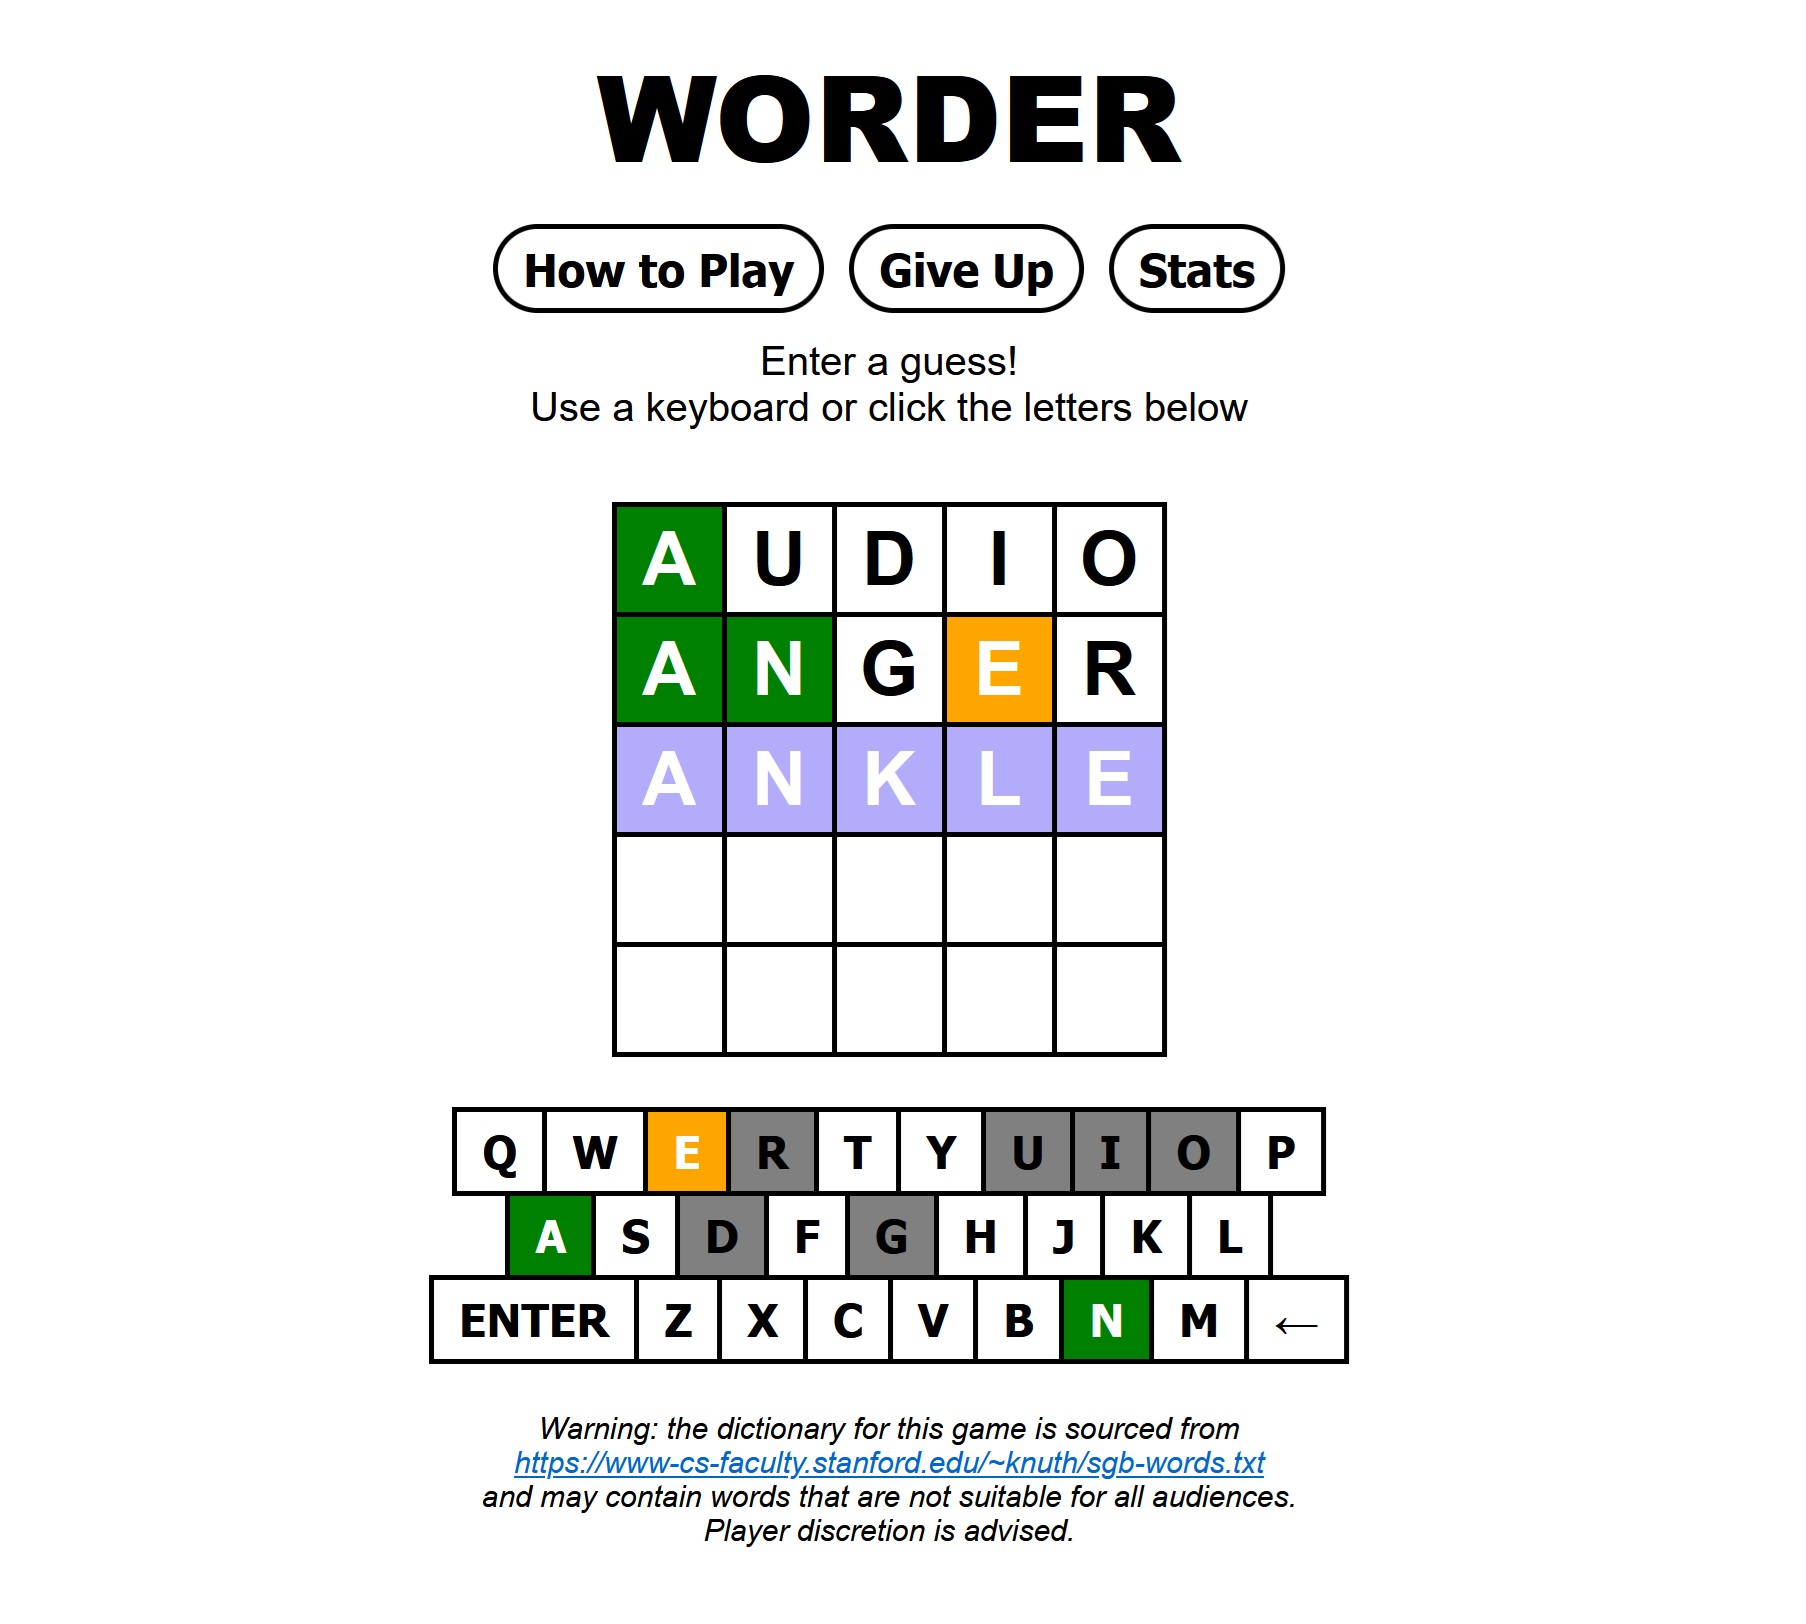 WORDER
How to Play Give Up Stats
Enter a guess!
Use a keyboard or click the letters below
A U D I O
A N G E R
A N K L E
Q W E R T Y U I O P
A S D F G H J K L
ENTER Z X C V B N M ←
Warning: the dictionary for this game is sourced from
https://www-cs-faculty.stanford.edu/~knuth/sgb-words.txt
and may contain words that are not suitable for all audiences.
Player discretion is advised.